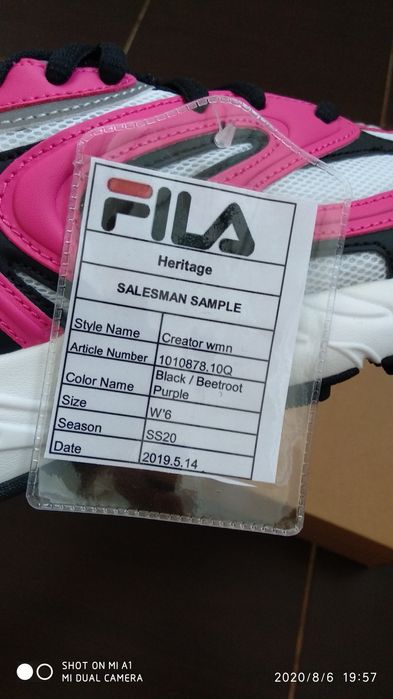 FILA
Heritage
SALESMAN SAMPLE
Style Name Creator wmn
Article Number 1010878.10Q
Color Name Black / Beetroot
Purple
Size W'6
Season SS20
Date 2019.5.14
SHOT ON MI A1
MI DUAL CAMERA
2020/8/6 19:57